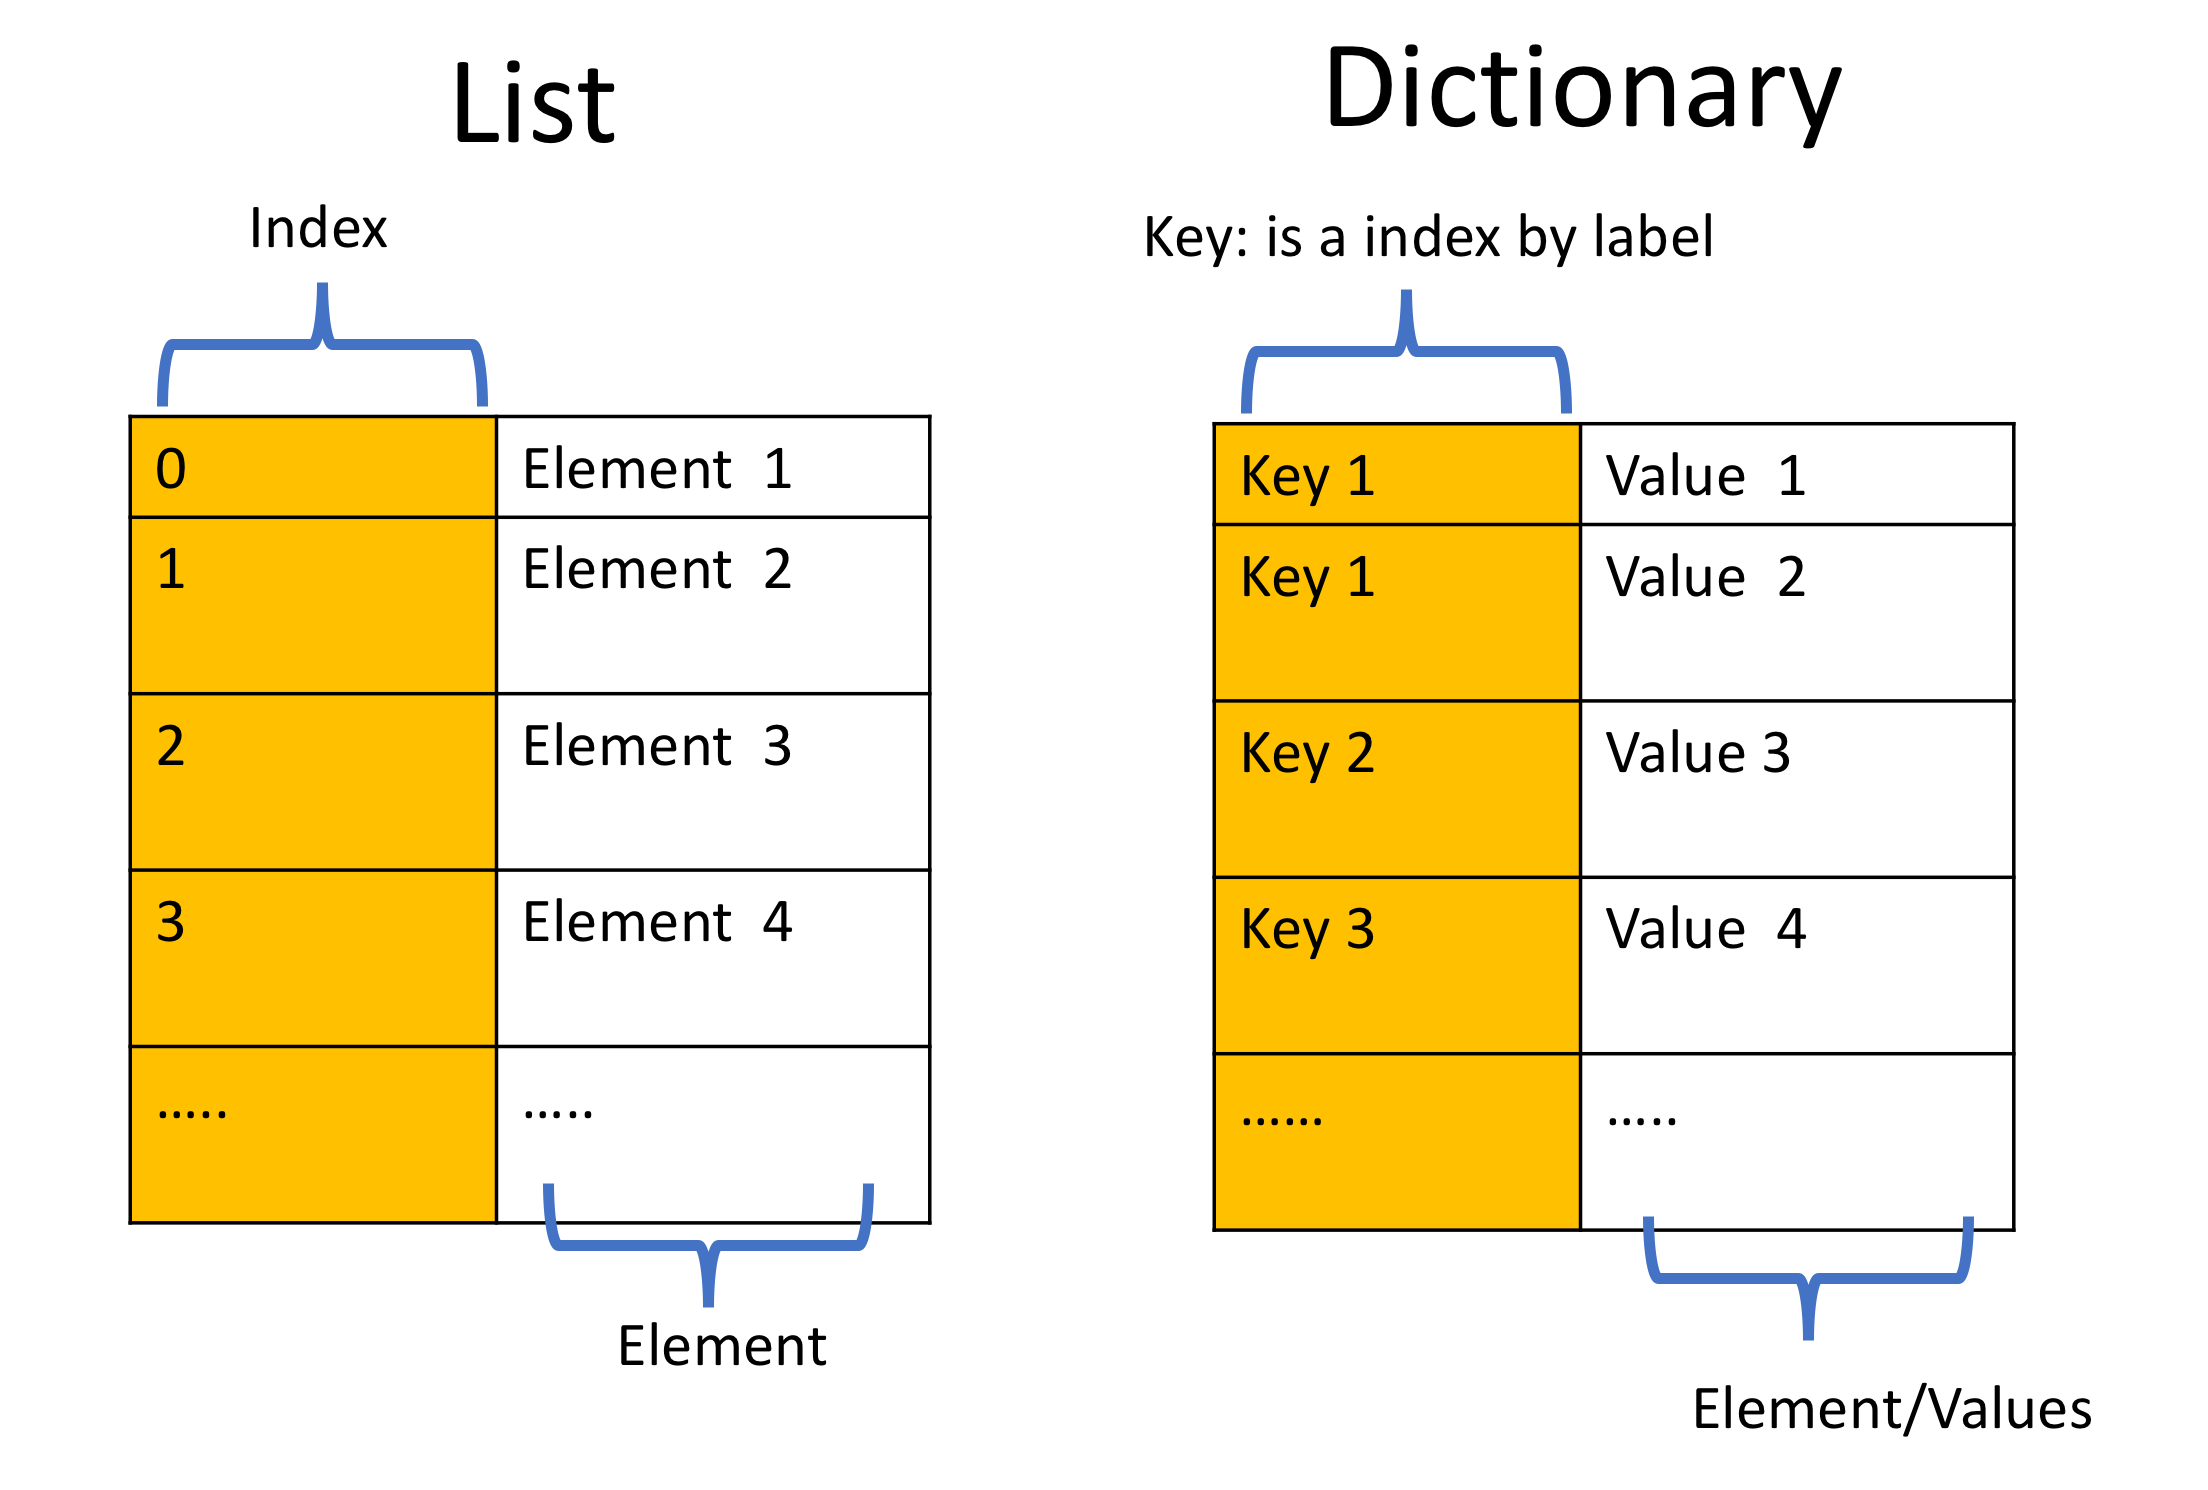 List
Index
0 Element 1
1 Element 2
2 Element 3
3 Element 4
..... .....
Element
Dictionary
Key: is a index by label
Key 1 Value 1
Key 1 Value 2
Key 2 Value 3
Key 3 Value 4
...... .....
Element/Values